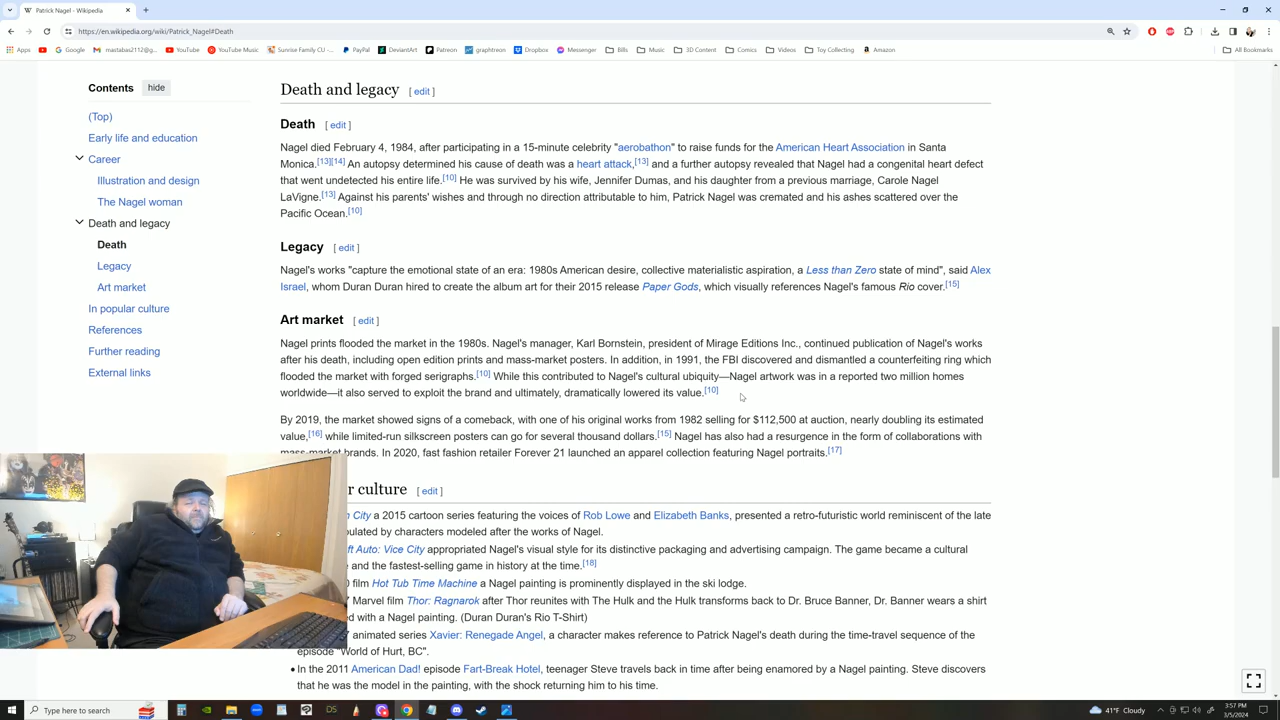 Patrick Nagel - Wikipedia
https://en.wikipedia.org/wiki/Patrick_Nagel#Death
Apps
Google
mastabas2112@g...
YouTube
YouTube Music
Sunrise Family CU -...
PayPal
DeviantArt
Patreon
graphtreon
Dropbox
Messenger
Bills
Music
3D Content
Comics
Videos
Toy Collecting
Amazon
All Bookmarks
Contents hide
(Top)
Early life and education
Career
Illustration and design
The Nagel woman
Death and legacy
Death
Legacy
Art market
In popular culture
References
Further reading
External links
Death and legacy [ edit ]
Death [ edit ]
Nagel died February 4, 1984, after participating in a 15-minute celebrity "aerobathon" to raise funds for the American Heart Association in Santa
Monica.[13][14] An autopsy determined his cause of death was a heart attack,[13] and a further autopsy revealed that Nagel had a congenital heart defect
that went undetected his entire life.[10] He was survived by his wife, Jennifer Dumas, and his daughter from a previous marriage, Carole Nagel
LaVigne.[13] Against his parents' wishes and through no direction attributable to him, Patrick Nagel was cremated and his ashes scattered over the
Pacific Ocean.[10]
Legacy [ edit ]
Nagel's works "capture the emotional state of an era: 1980s American desire, collective materialistic aspiration, a Less than Zero state of mind", said Alex
Israel, whom Duran Duran hired to create the album art for their 2015 release Paper Gods, which visually references Nagel's famous Rio cover.[15]
Art market [ edit ]
Nagel prints flooded the market in the 1980s. Nagel's manager, Karl Bornstein, president of Mirage Editions Inc., continued publication of Nagel's works
after his death, including open edition prints and mass-market posters. In addition, in 1991, the FBI discovered and dismantled a counterfeiting ring which
flooded the market with forged serigraphs.[10] While this contributed to Nagel's cultural ubiquity—Nagel artwork was in a reported two million homes
worldwide—it also served to exploit the brand and ultimately, dramatically lowered its value.[10]
By 2019, the market showed signs of a comeback, with one of his original works from 1982 selling for $112,500 at auction, nearly doubling its estimated
value,[16] while limited-run silkscreen posters can go for several thousand dollars.[15] Nagel has also had a resurgence in the form of collaborations with
mass-market brands. In 2020, fast fashion retailer Forever 21 launched an apparel collection featuring Nagel portraits.[17]
r culture [ edit ]
n City a 2015 cartoon series featuring the voices of Rob Lowe and Elizabeth Banks, presented a retro-futuristic world reminiscent of the late
pulated by characters modeled after the works of Nagel.
ft Auto: Vice City appropriated Nagel's visual style for its distinctive packaging and advertising campaign. The game became a cultural
e and the fastest-selling game in history at the time.[18]
0 film Hot Tub Time Machine a Nagel painting is prominently displayed in the ski lodge.
7 Marvel film Thor: Ragnarok after Thor reunites with The Hulk and the Hulk transforms back to Dr. Bruce Banner, Dr. Banner wears a shirt
d with a Nagel painting. (Duran Duran's Rio T-Shirt)
7 animated series Xavier: Renegade Angel, a character makes reference to Patrick Nagel's death during the time-travel sequence of the
episode "World of Hurt, BC".
In the 2011 American Dad! episode Fart-Break Hotel, teenager Steve travels back in time after being enamored by a Nagel painting. Steve discovers
that he was the model in the painting, with the shock returning him to his time.
Type here to search
41°F Cloudy
3:57 PM
3/5/2024